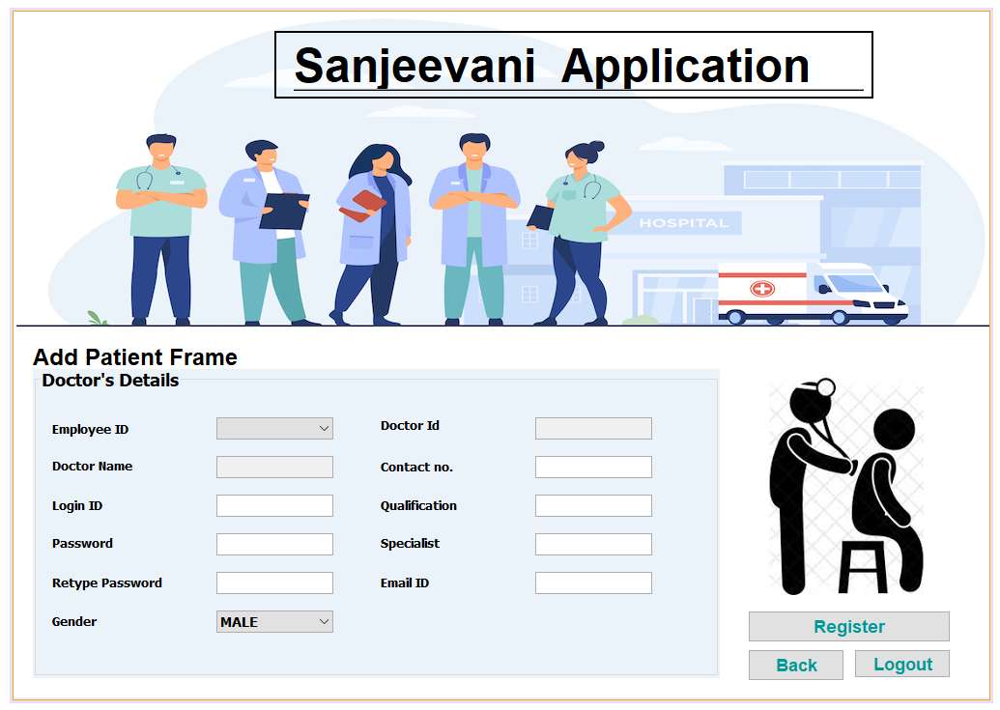 Sanjeevani Application
HOSPITAL
Add Patient Frame
Doctor's Details
Employee ID
Doctor Id
Doctor Name
Contact no.
Login ID
Qualification
Password
Specialist
Retype Password
Email ID
Gender
MALE
Register
Back
Logout